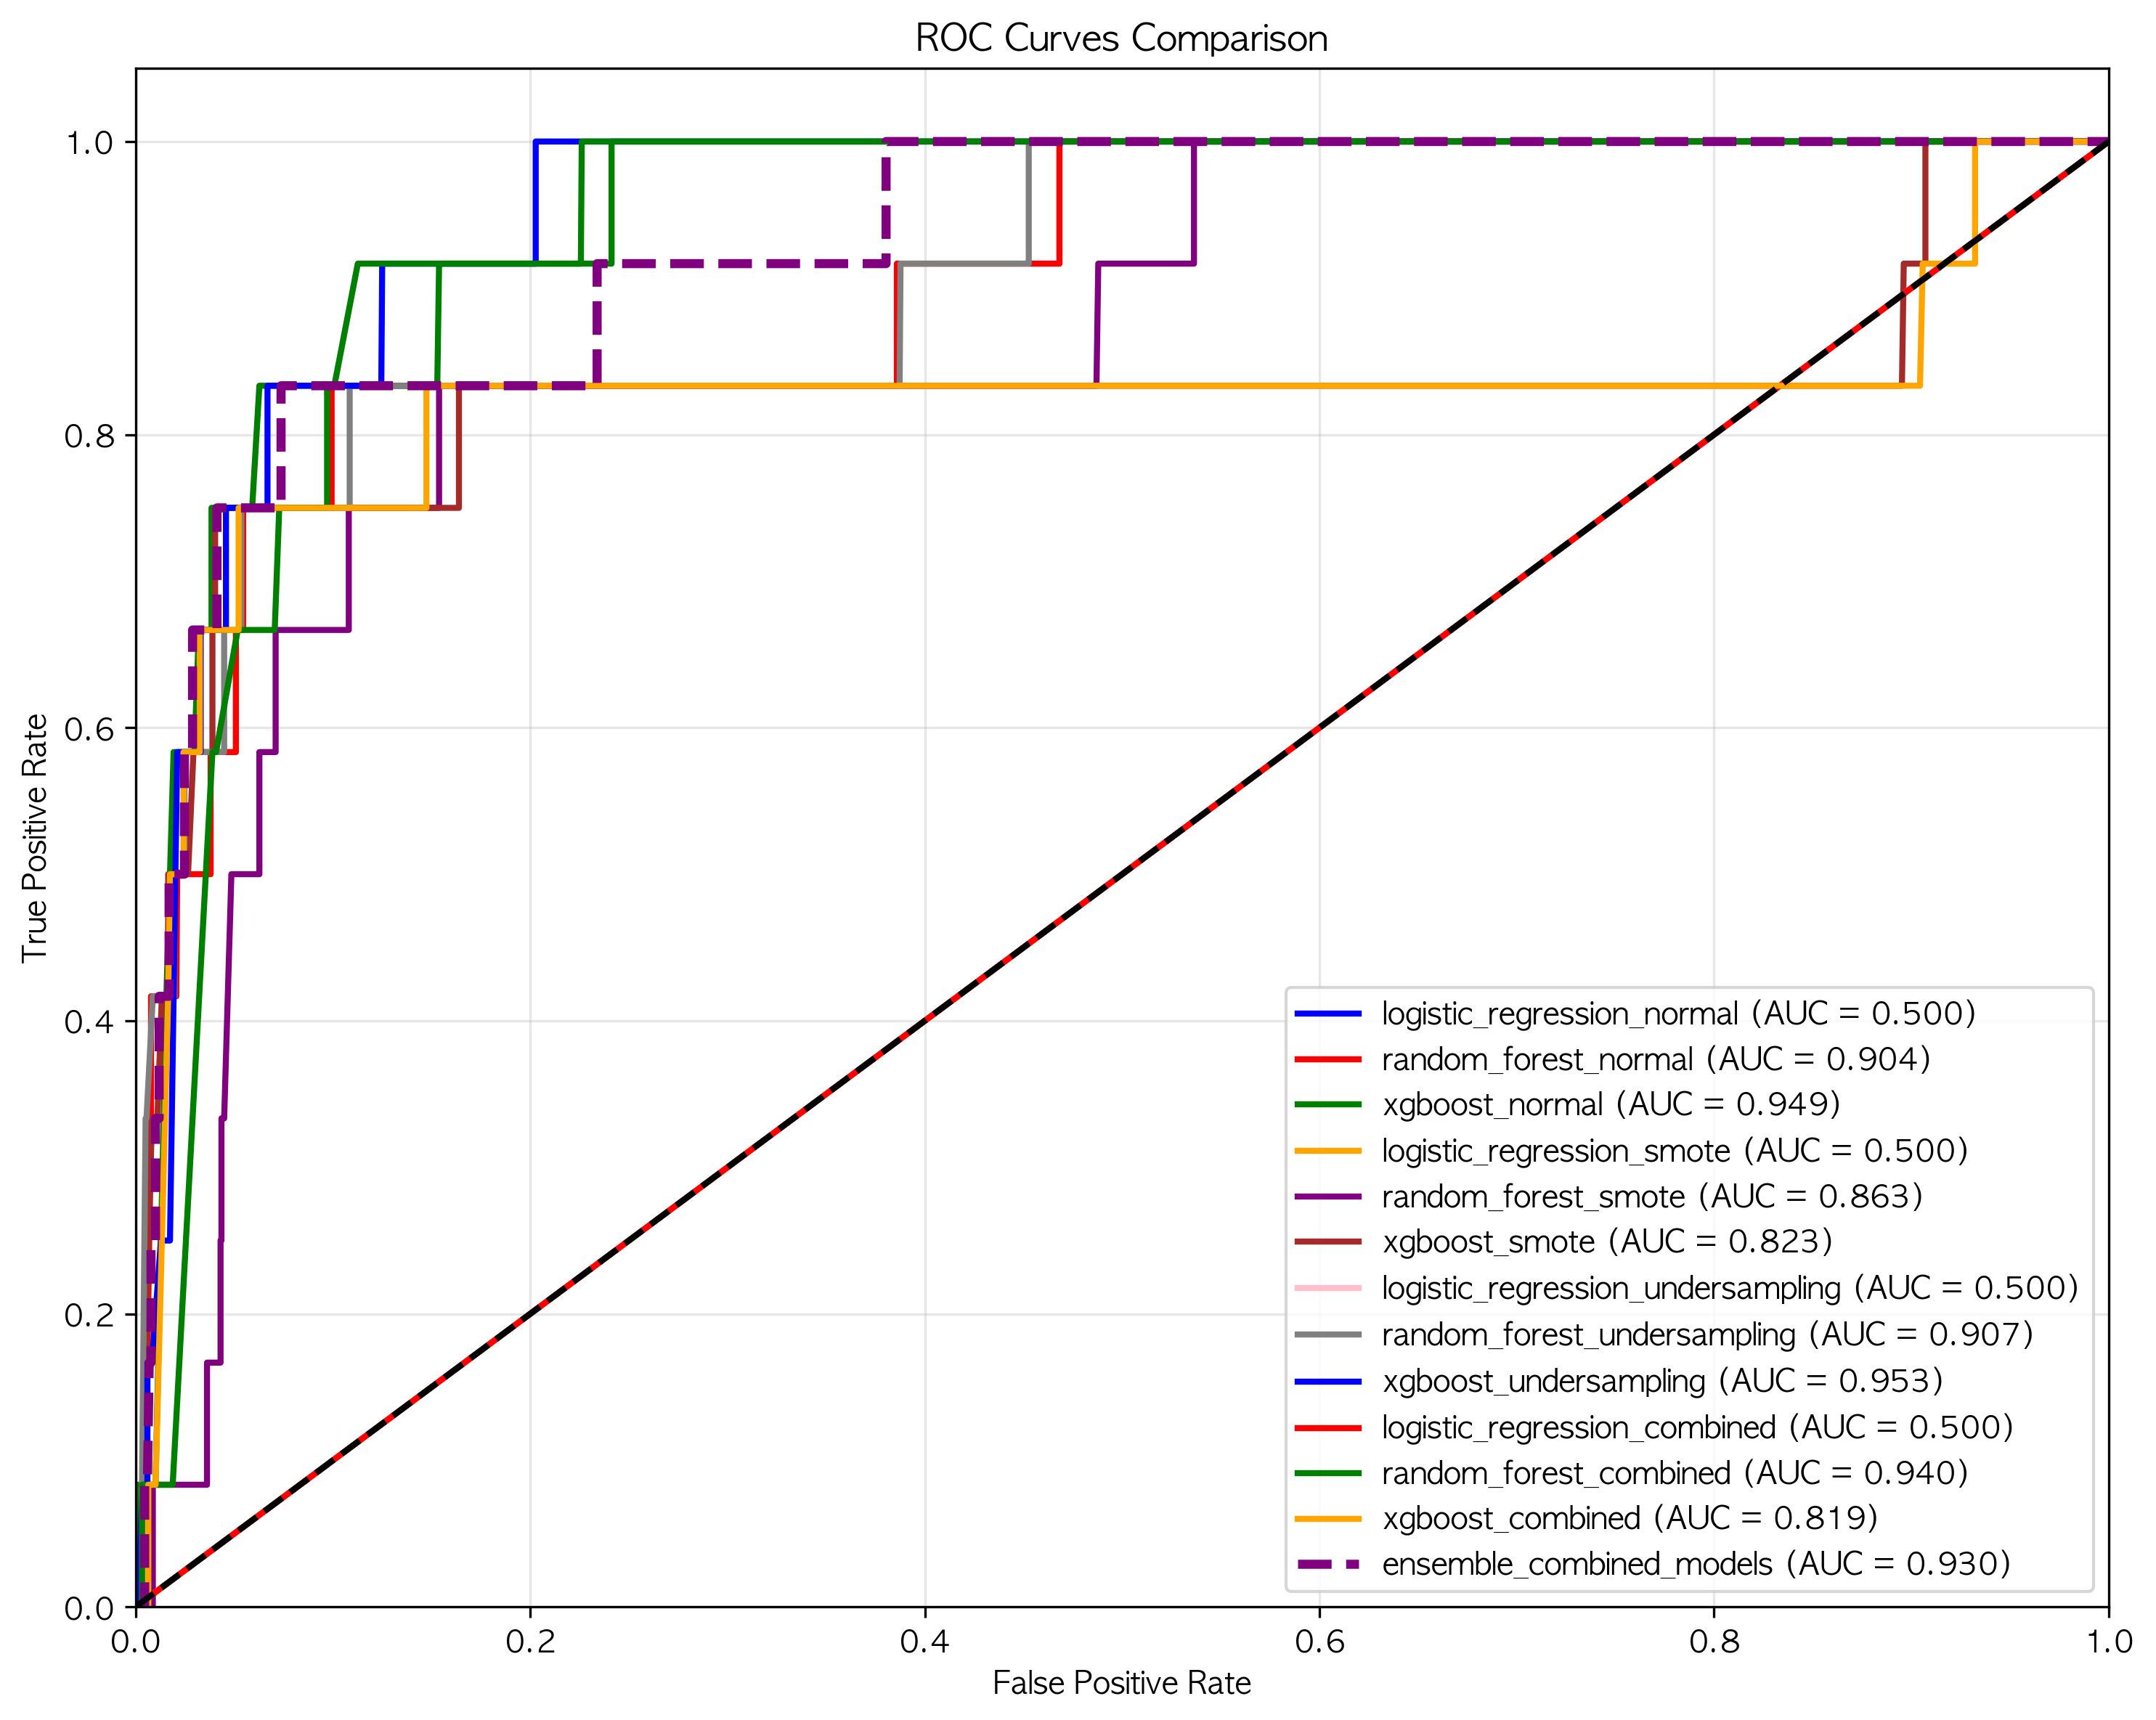 ROC Curves Comparison
1.0
0.8
0.6
0.4
0.2
0.0
True Positive Rate
logistic_regression_normal (AUC = 0.500)
random_forest_normal (AUC = 0.904)
xgboost_normal (AUC = 0.949)
logistic_regression_smote (AUC = 0.500)
random_forest_smote (AUC = 0.863)
xgboost_smote (AUC = 0.823)
logistic_regression_undersampling (AUC = 0.500)
random_forest_undersampling (AUC = 0.907)
xgboost_undersampling (AUC = 0.953)
logistic_regression_combined (AUC = 0.500)
random_forest_combined (AUC = 0.940)
xgboost_combined (AUC = 0.819)
ensemble_combined_models (AUC = 0.930)
0.0 0.2 0.4 0.6 0.8 1.0
False Positive Rate